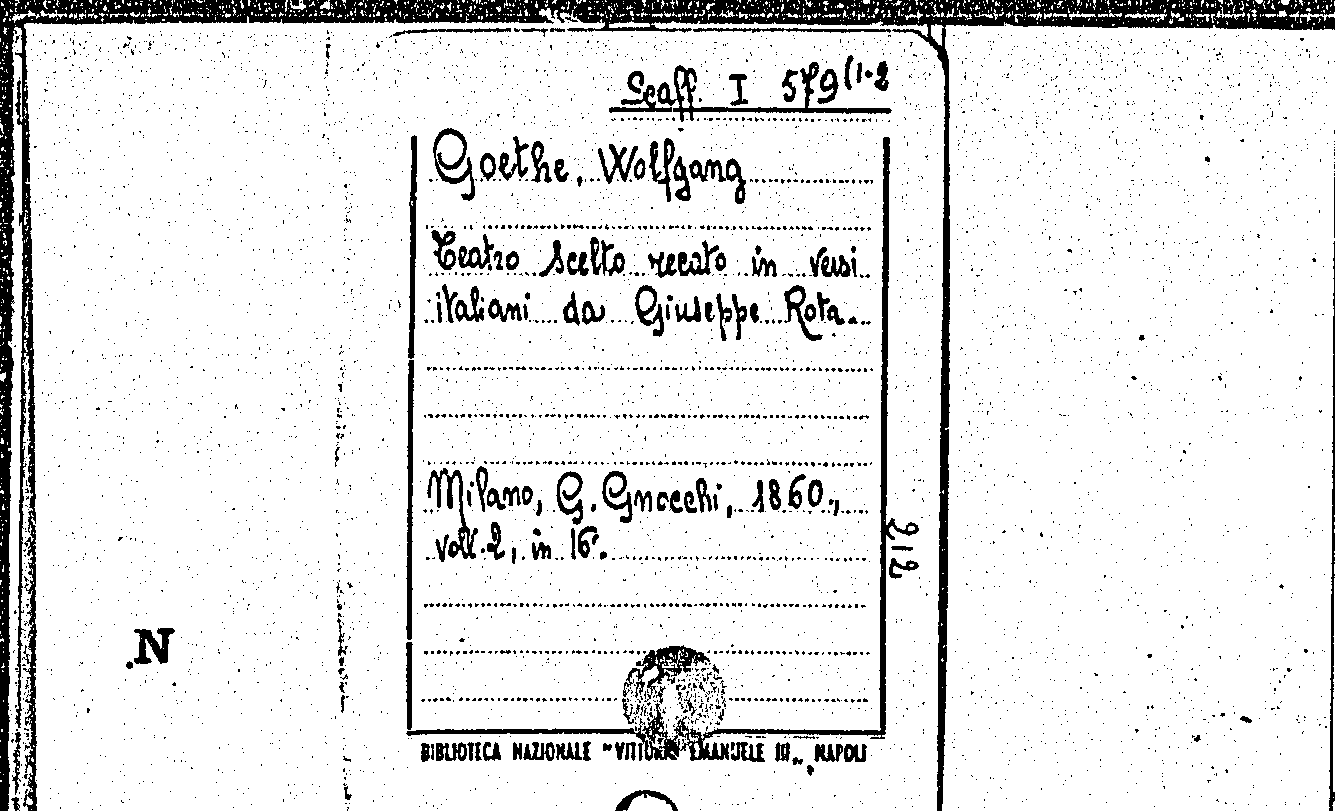 Scaff. I 579(1-2
Goethe, Wolfgang
Teatro scelto recato in versi
italiani da Giuseppe Rota.
Milano, G. Gnocchi, 1860.,
voll. 2, in 16°.
212
.N
BIBLIOTECA NAZIONALE "VITTORIO EMANUELE III„ NAPOLI